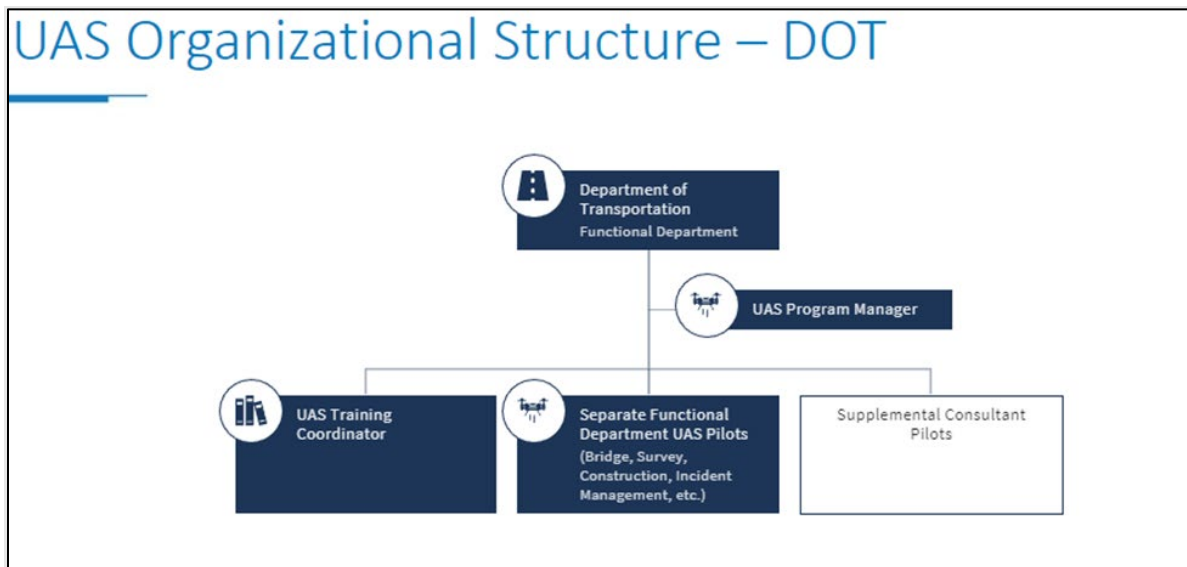 UAS Organizational Structure – DOT
Department of
Transportation
Functional Department
UAS Program Manager
UAS Training
Coordinator
Separate Functional
Department UAS Pilots
(Bridge, Survey,
Construction, Incident
Management, etc.)
Supplemental Consultant
Pilots